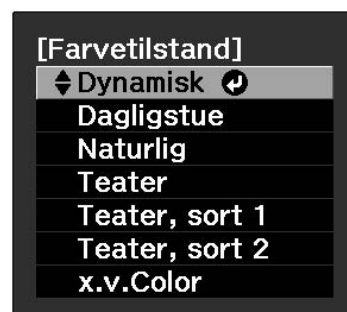 [Farvetilstand]
Dynamisk
Dagligstue
Naturlig
Teater
Teater, sort 1
Teater, sort 2
x.v.Color